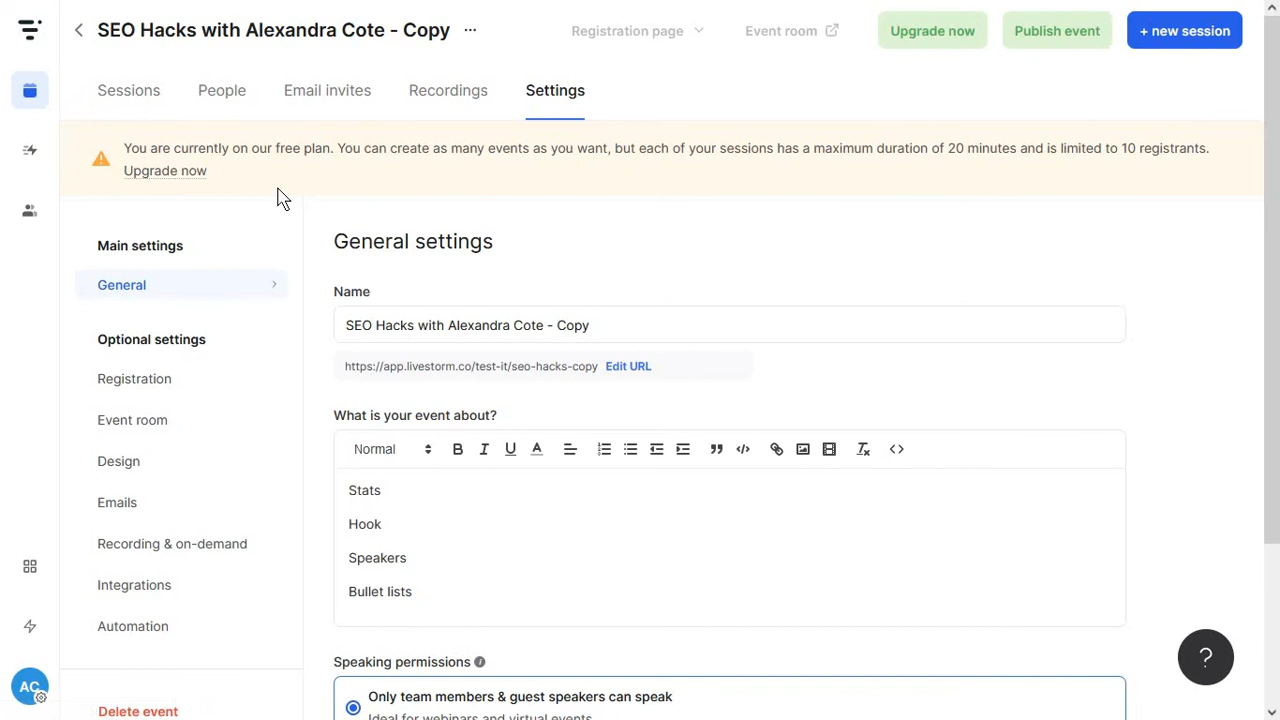 SEO Hacks with Alexandra Cote - Copy ...
Registration page
Event room
Upgrade now
Publish event
+ new session
Sessions
People
Email invites
Recordings
Settings
You are currently on our free plan. You can create as many events as you want, but each of your sessions has a maximum duration of 20 minutes and is limited to 10 registrants.
Upgrade now
Main settings
General
Optional settings
Registration
Event room
Design
Emails
Recording & on-demand
Integrations
Automation
Delete event
AC
General settings
Name
SEO Hacks with Alexandra Cote - Copy
https://app.livestorm.co/test-it/seo-hacks-copy Edit URL
What is your event about?
Normal
Stats
Hook
Speakers
Bullet lists
Speaking permissions
Only team members & guest speakers can speak
Ideal for webinars and virtual events
?